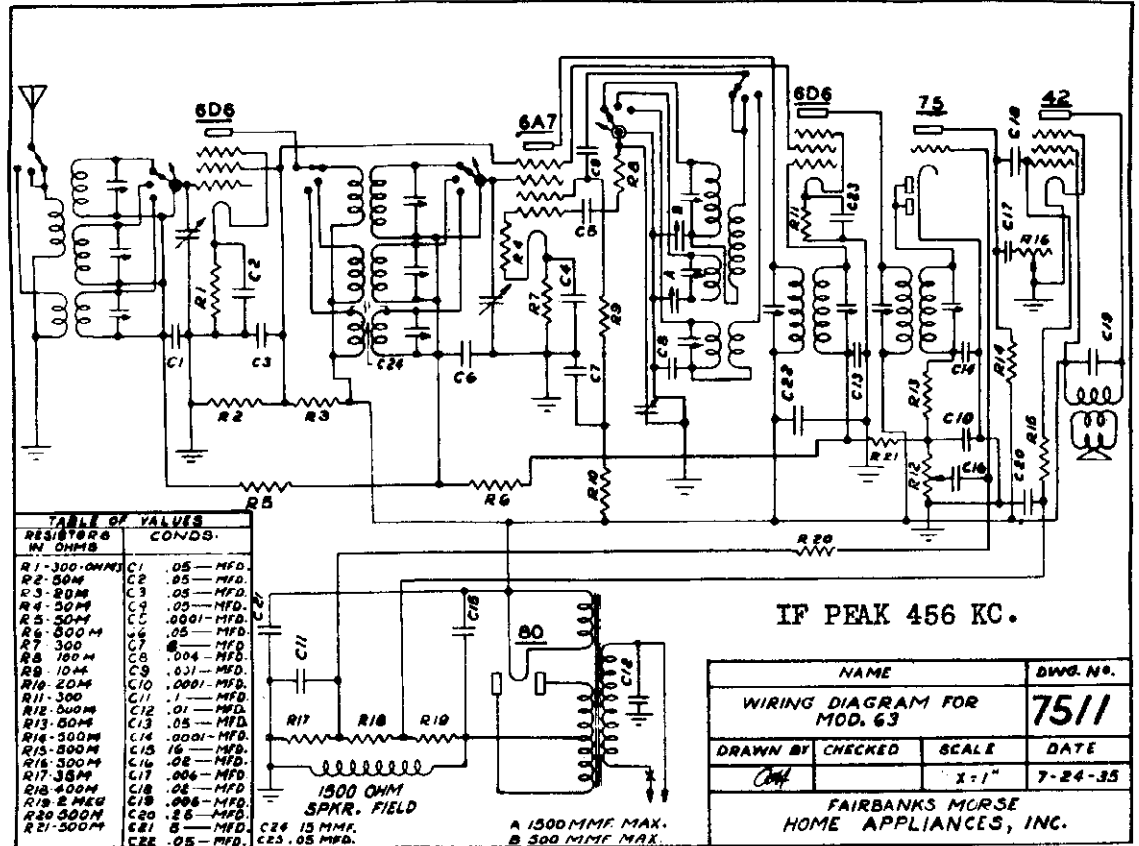 6D6
6A7
6D6
75
42
C18
C9
R8
C5
R11
C23
C17
R16
C2
R1
R4
C4
R7
B
A
R9
C19
C1
C3
C24
C6
C7
C8
C22
C13
C14
R14
R13
R2
R3
C10
R15
R21
R5
R6
R10
R12
C16
C20
R20
TABLE OF VALUES
RESISTORS IN OHMS
CONDS.
R1-300-OHMS C1 .05—MFD.
R2-50M C2 .05—MFD.
R3-20M C3 .05—MFD.
R4-50M C4 .05—MFD.
R5-50M C5 .0001-MFD.
R6-500M C6 .05—MFD.
R7 300 C7 MFD
R8 100M C8 .004-MFD.
R9 10M C9 MFD.
R10-20M C10 .0001-MFD.
R11-300 C11 .1—MFD.
R12-500M C12 .01—MFD.
R13-50M C13 .05—MFD.
R14-500M C14 .0001-MFD.
R15-500M C15 16—MFD.
R16-500M C16 .02—MFD.
R17-35M C17 .006-MFD
R18-400M C18 .02—MFD.
R19-2 MEG C19 .006-MFD.
R20 500M C20 .25—MFD.
R21-500M C21 8—MFD. C24 15 MMF.
C22 .05-MFD. C23 .05 MFD.
C21
C11
C15
80
C12
R17
R18
R19
1500 OHM
SPKR. FIELD
A 1500 MMF. MAX.
B 500 MMF MAX.
IF PEAK 456 KC.
NAME
DWG. NO.
WIRING DIAGRAM FOR
MOD. 63
7511
DRAWN BY CHECKED SCALE DATE
X=1" 7-24-35
FAIRBANKS MORSE
HOME APPLIANCES, INC.